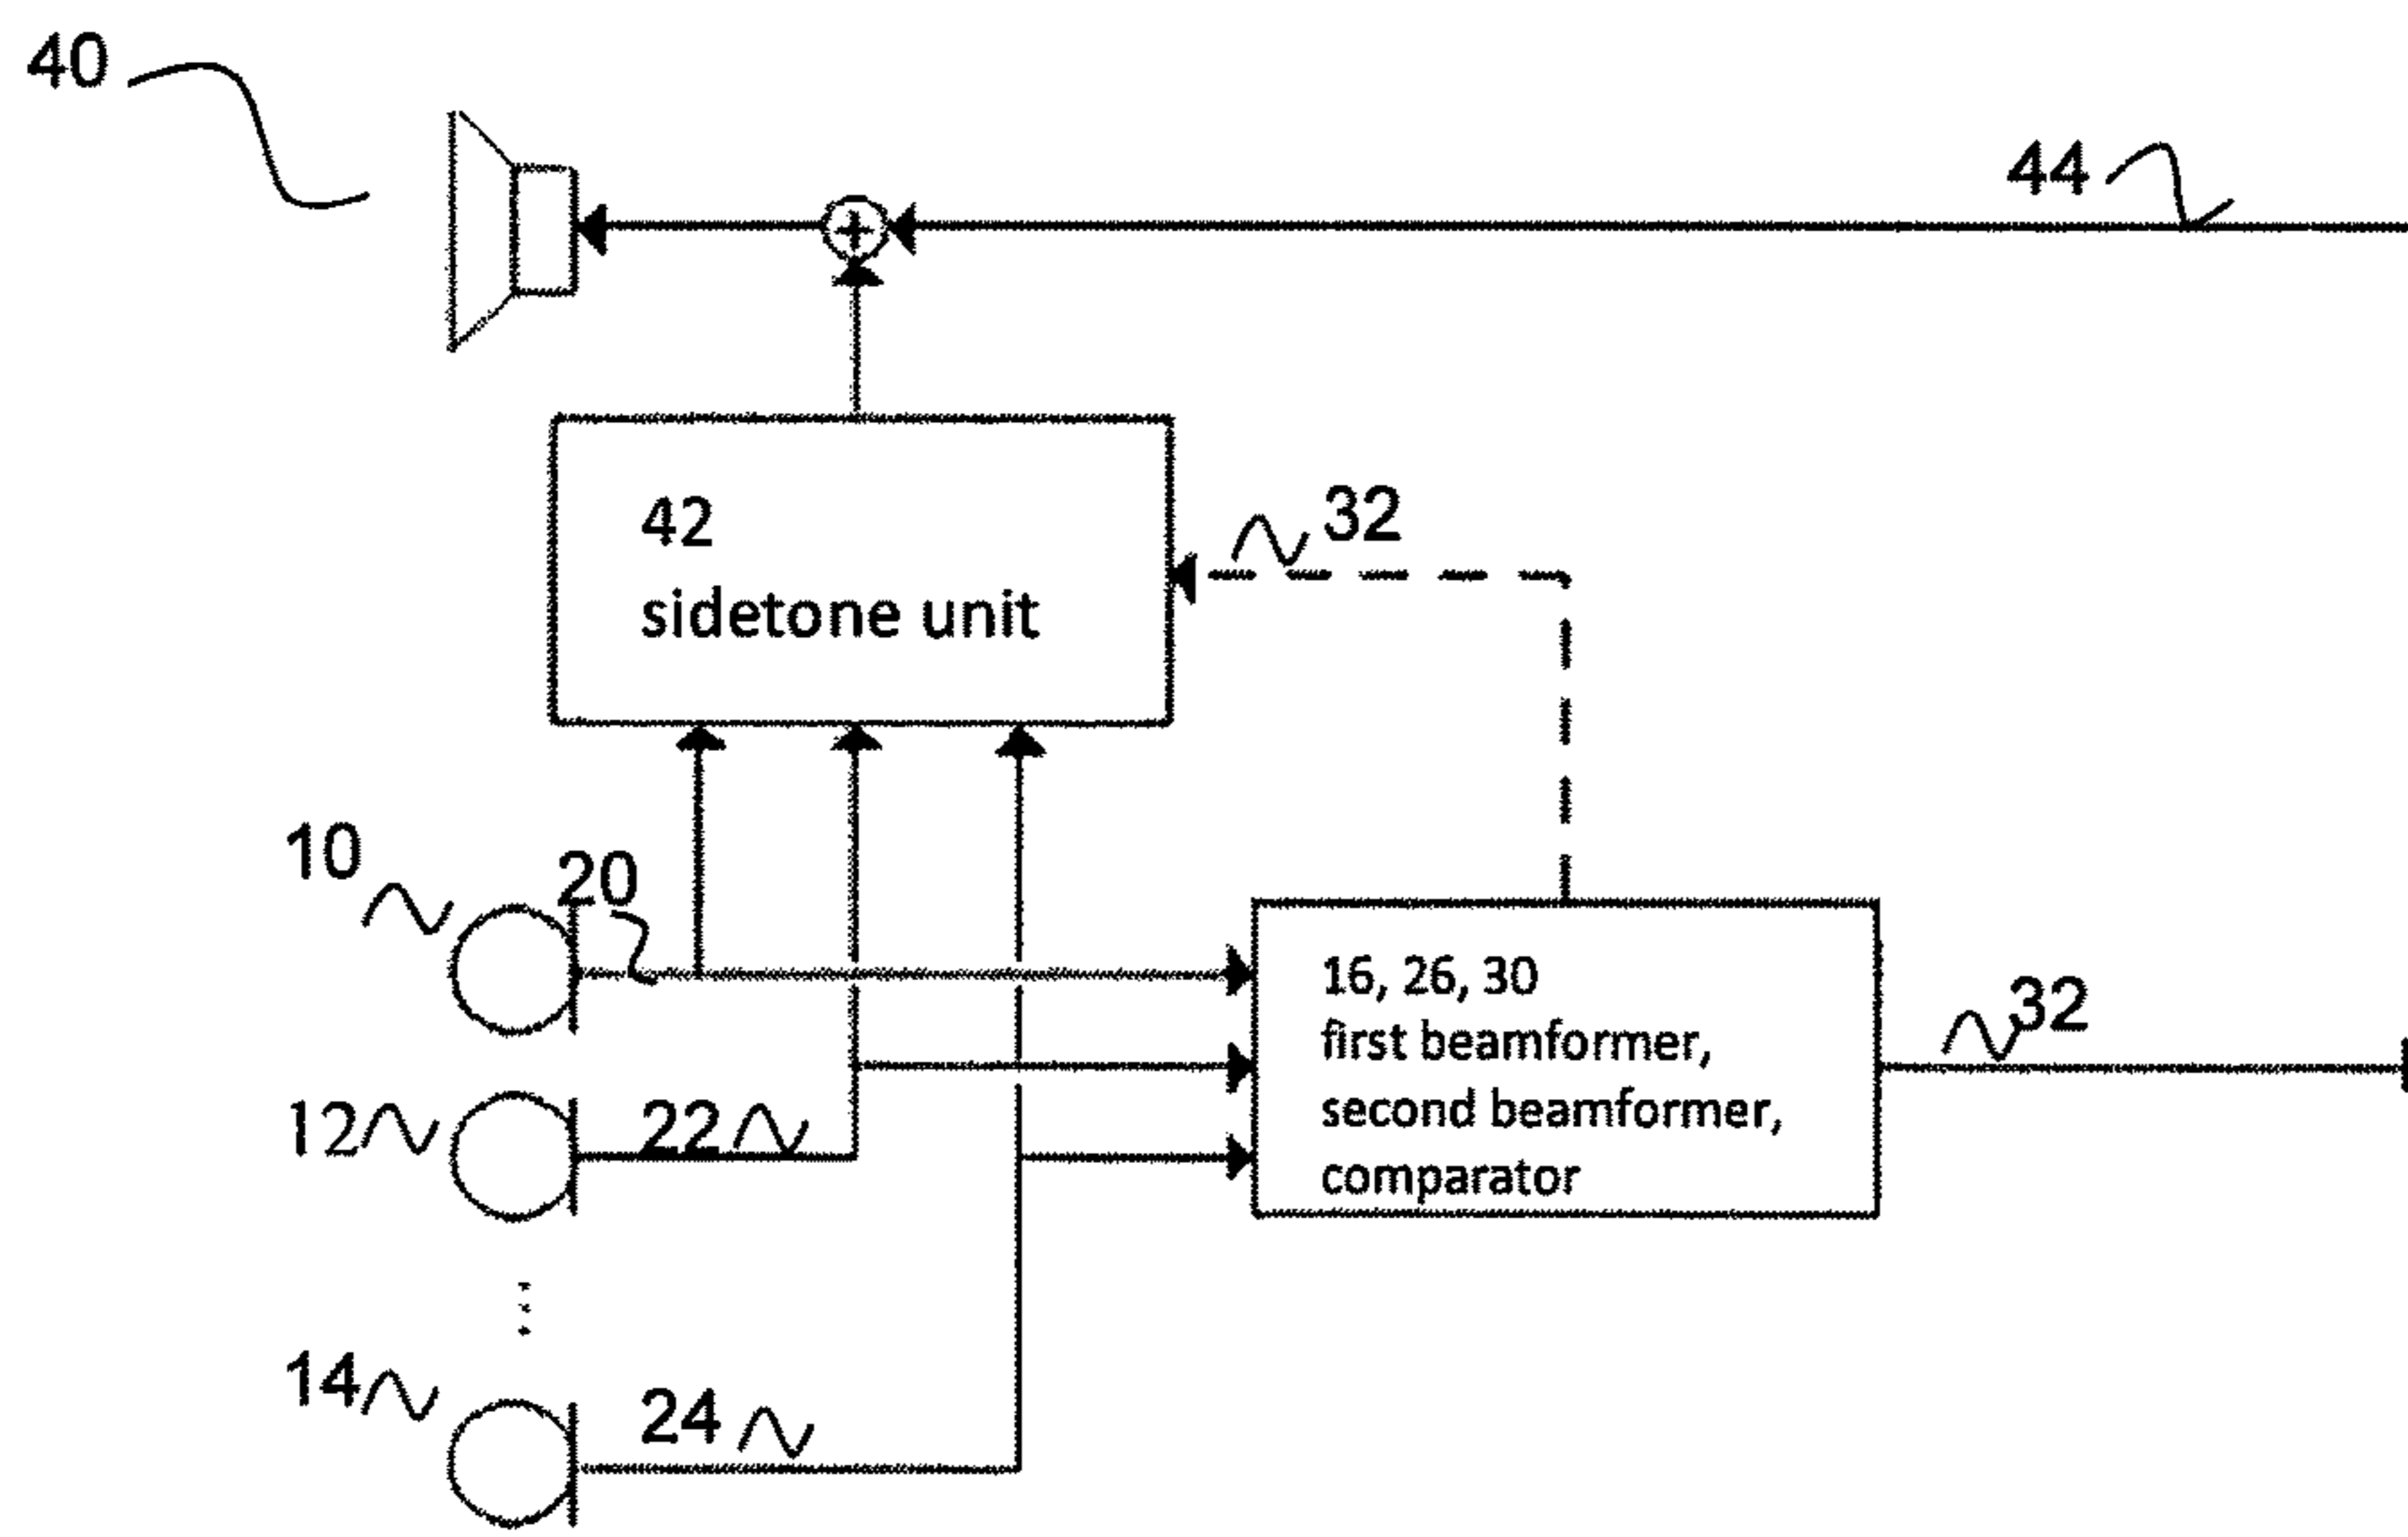 40
44
42
sidetone unit
32
10
20
16, 26, 30
first beamformer,
second beamformer,
comparator
32
12
22
14
24